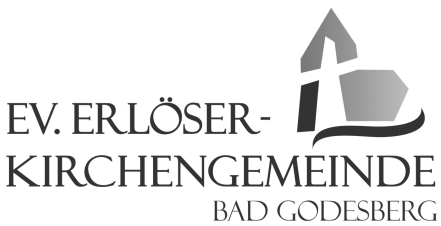 EV. ERLÖSER-
KIRCHENGEMEINDE
BAD GODESBERG